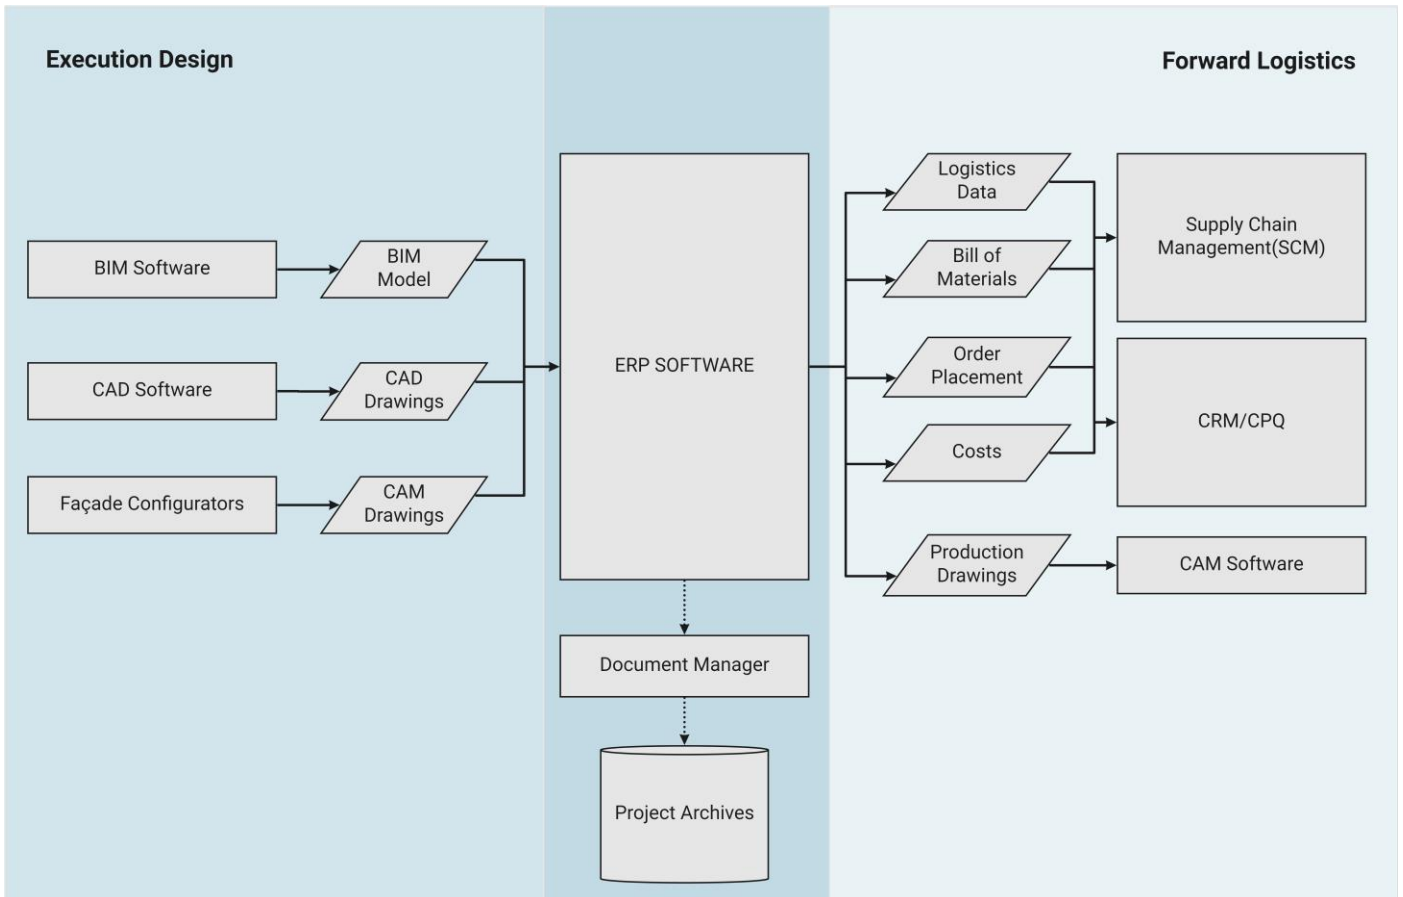 Execution Design
Forward Logistics
BIM Software
BIM
Model
CAD Software
CAD
Drawings
Façade Configurators
CAM
Drawings
ERP SOFTWARE
Document Manager
Project Archives
Logistics
Data
Bill of
Materials
Order
Placement
Costs
Production
Drawings
Supply Chain
Management(SCM)
CRM/CPQ
CAM Software